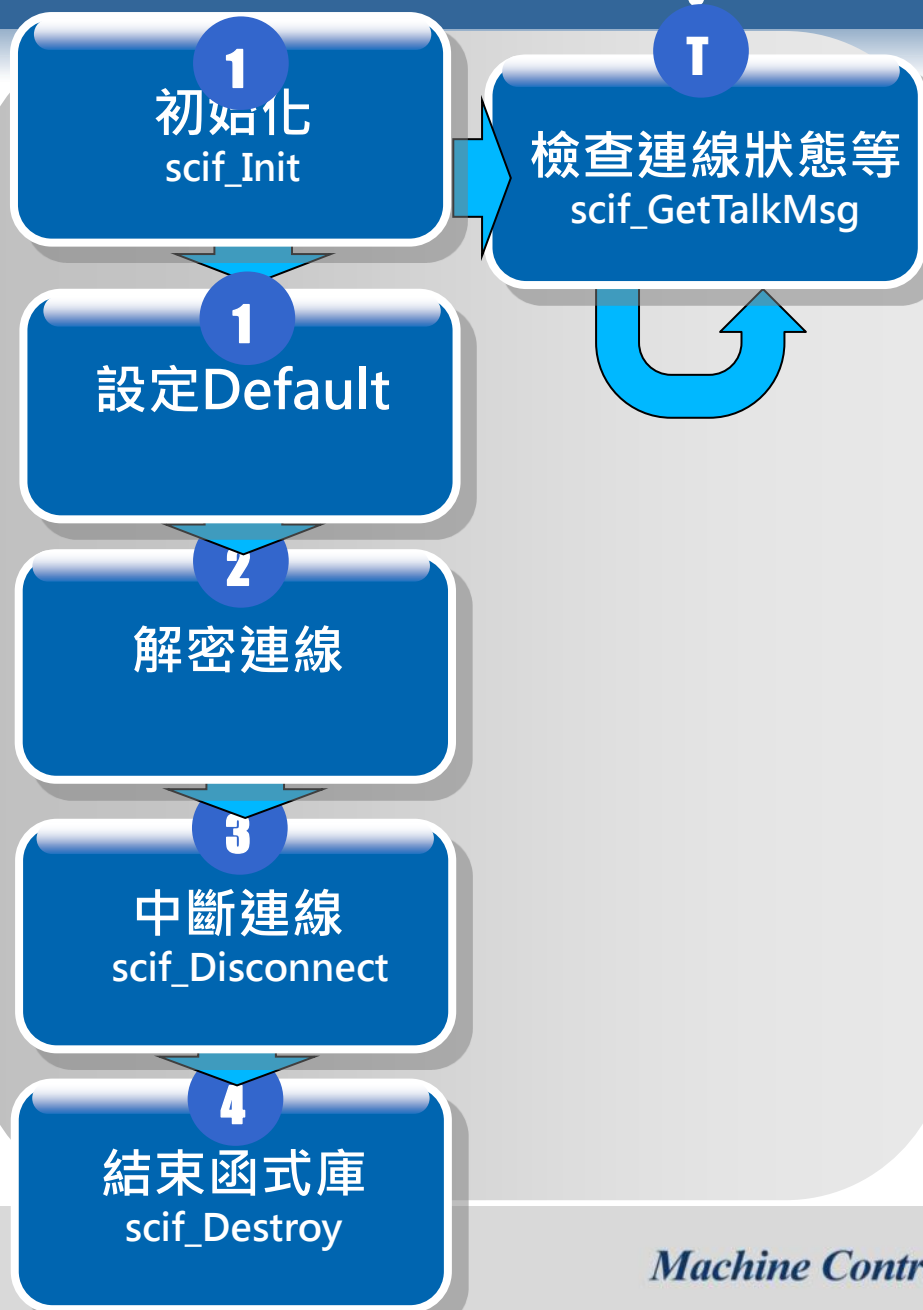 1
初始化
scif_Init
T
檢查連線狀態等
scif_GetTalkMsg
1
設定Default
2
解密連線
3
中斷連線
scif_Disconnect
4
結束函式庫
scif_Destroy
Machine Contr